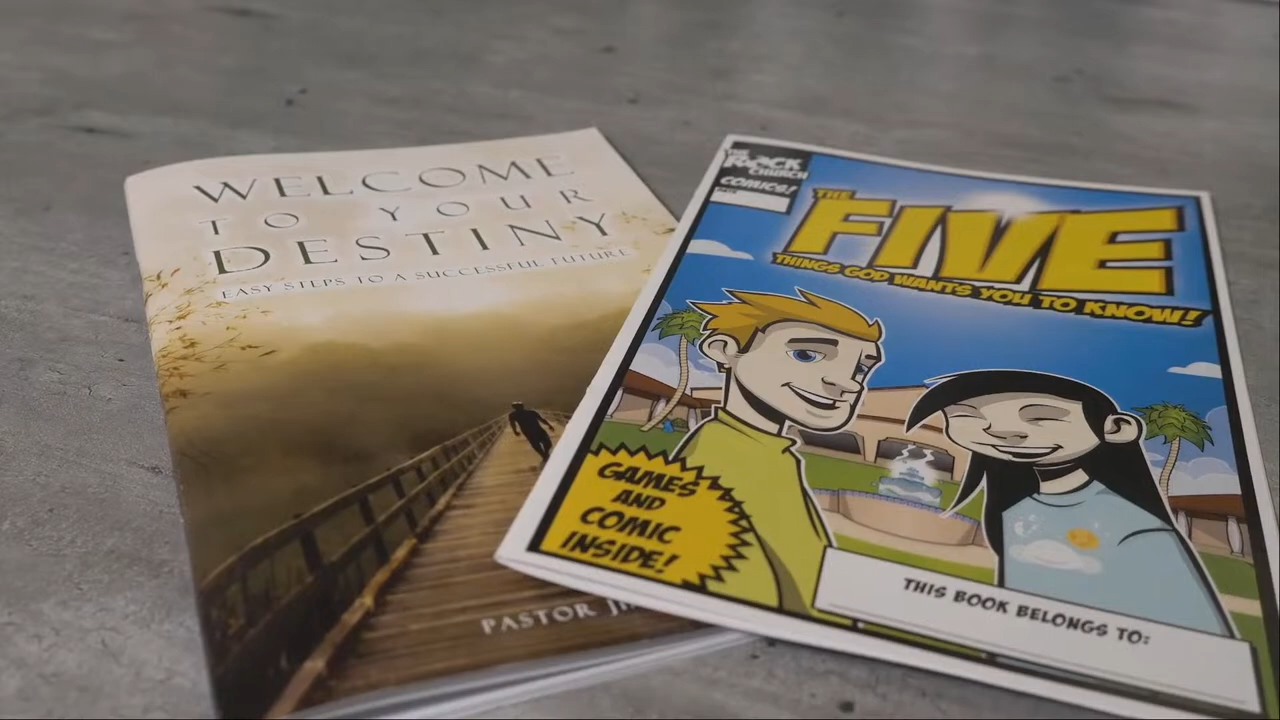 WELCOME
TO YOUR
DESTINY
EASY STEPS TO A SUCCESSFUL FUTURE
PASTOR
THE
ROCK
CHURCH
COMICS!
THE
FIVE
THINGS GOD WANTS YOU TO KNOW!
GAMES
AND
COMIC
INSIDE!
THIS BOOK BELONGS TO: